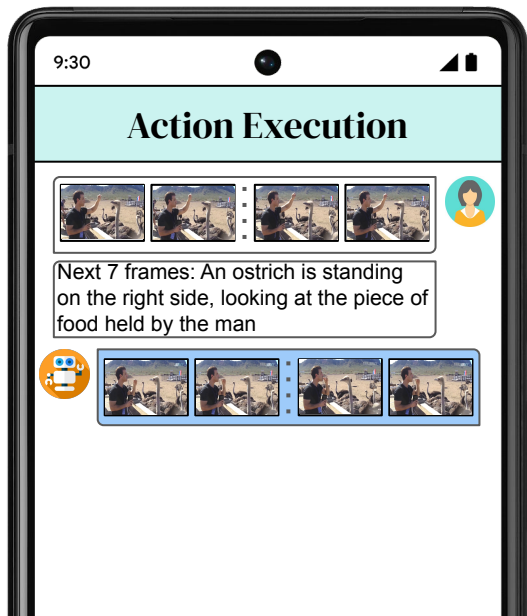 9:30
Action Execution
Next 7 frames: An ostrich is standing
on the right side, looking at the piece of
food held by the man